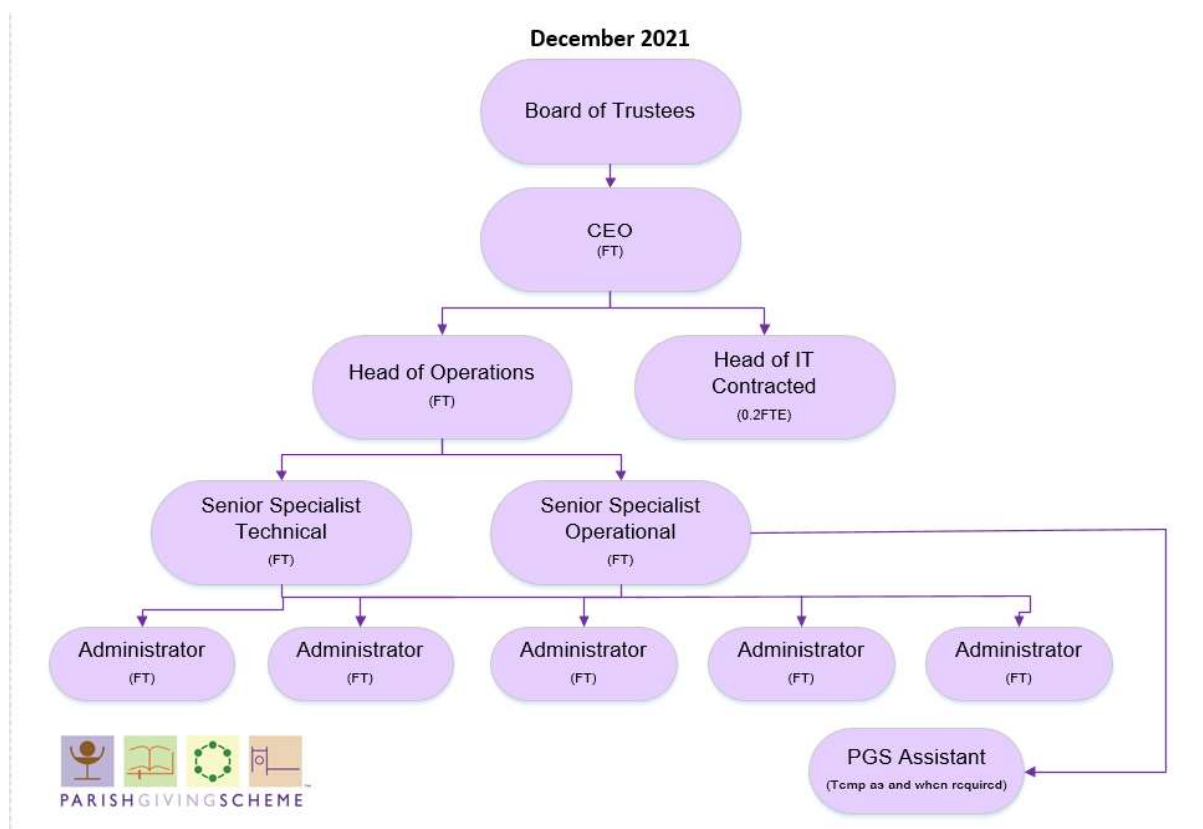 December 2021
Board of Trustees
CEO
(FT)
Head of Operations
(FT)
Head of IT
Contracted
(0.2FTE)
Senior Specialist
Technical
(FT)
Senior Specialist
Operational
(FT)
Administrator
(FT)
Administrator
(FT)
Administrator
(FT)
Administrator
(FT)
Administrator
(FT)
PGS Assistant
(Temp as and when required)
PARISHGIVINGSCHEME™